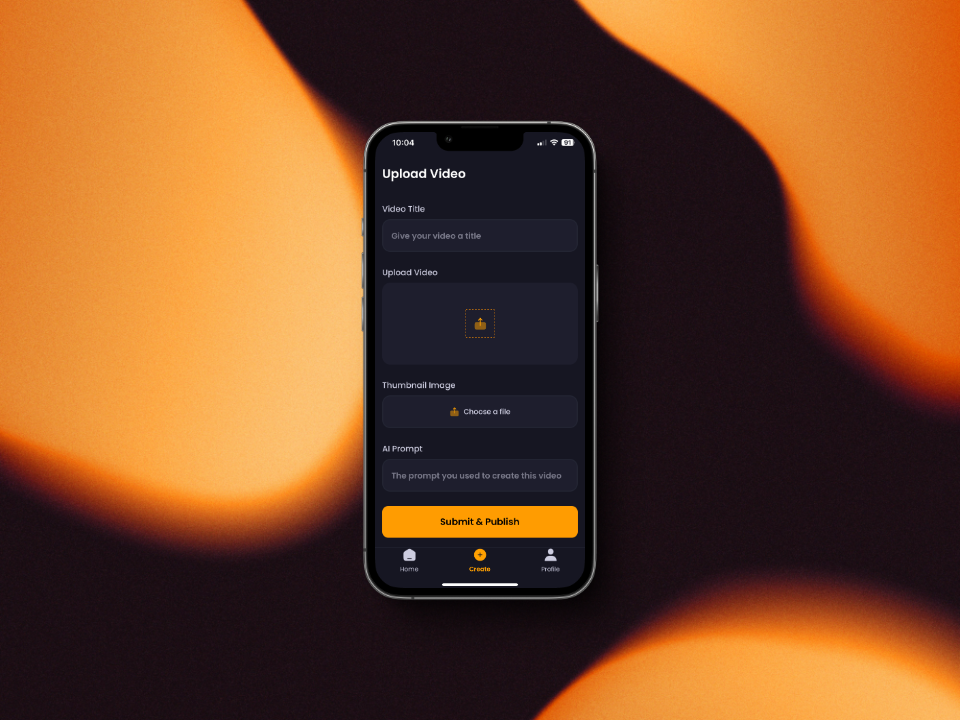 10:04
91
Upload Video
Video Title
Give your video a title
Upload Video
Thumbnail Image
Choose a file
AI Prompt
The prompt you used to create this video
Submit & Publish
Home
Create
Profile